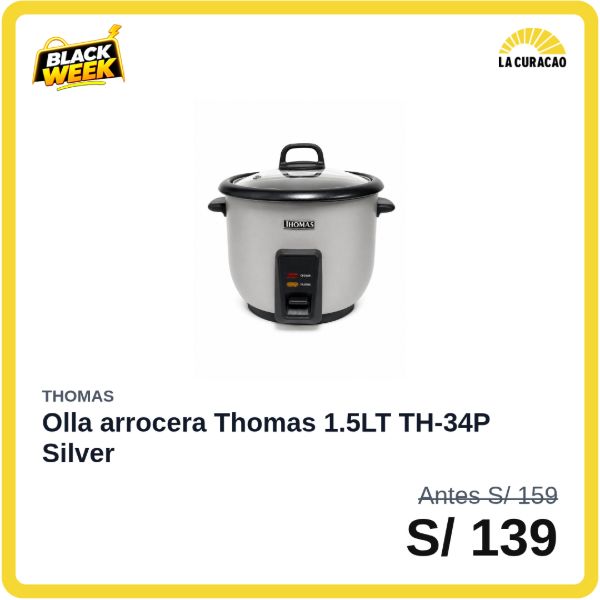 BLACK
WEEK
LA CURACAO
THOMAS
THOMAS
Olla arrocera Thomas 1.5LT TH-34P
Silver
Antes S/ 159
S/ 139